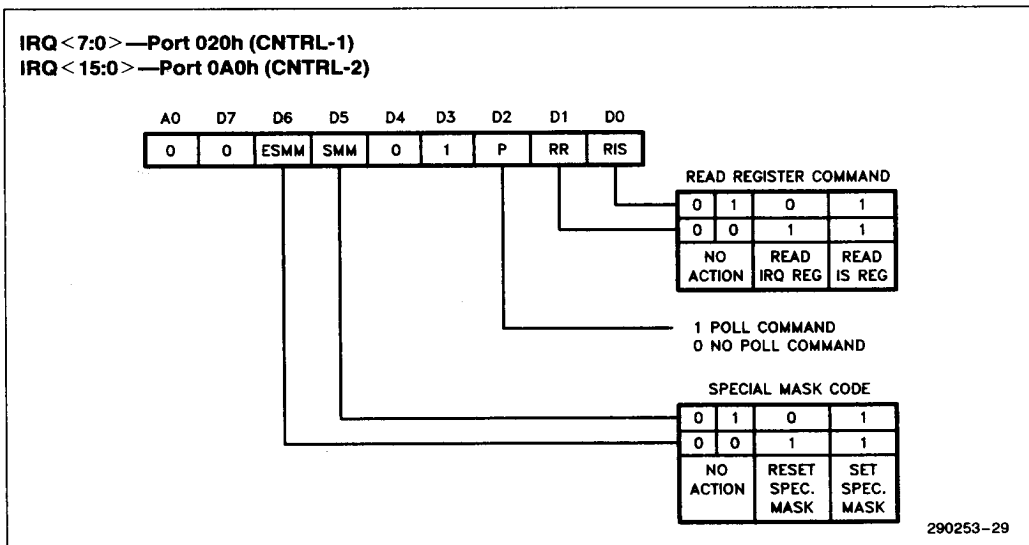 IRQ<7:0>—Port 020h (CNTRL-1)
IRQ<15:0>—Port 0A0h (CNTRL-2)
A0 D7 D6 D5 D4 D3 D2 D1 D0
0 0 ESMM SMM 0 1 P RR RIS
READ REGISTER COMMAND
0 1 0 1
0 0 1 1
NO ACTION READ IRQ REG READ IS REG
1 POLL COMMAND
0 NO POLL COMMAND
SPECIAL MASK CODE
0 1 0 1
0 0 1 1
NO ACTION RESET SPEC. MASK SET SPEC. MASK
290253-29